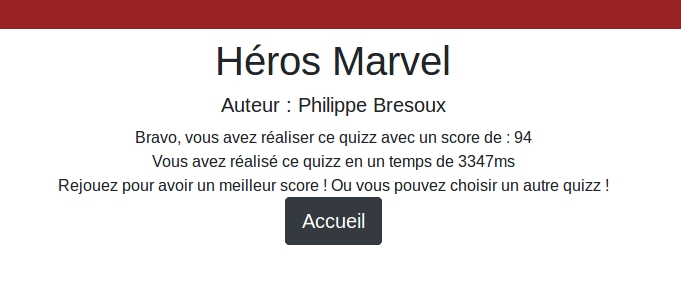 Héros Marvel
Auteur : Philippe Bresoux
Bravo, vous avez réaliser ce quizz avec un score de : 94
Vous avez réalisé ce quizz en un temps de 3347ms
Rejouez pour avoir un meilleur score ! Ou vous pouvez choisir un autre quizz !
Accueil